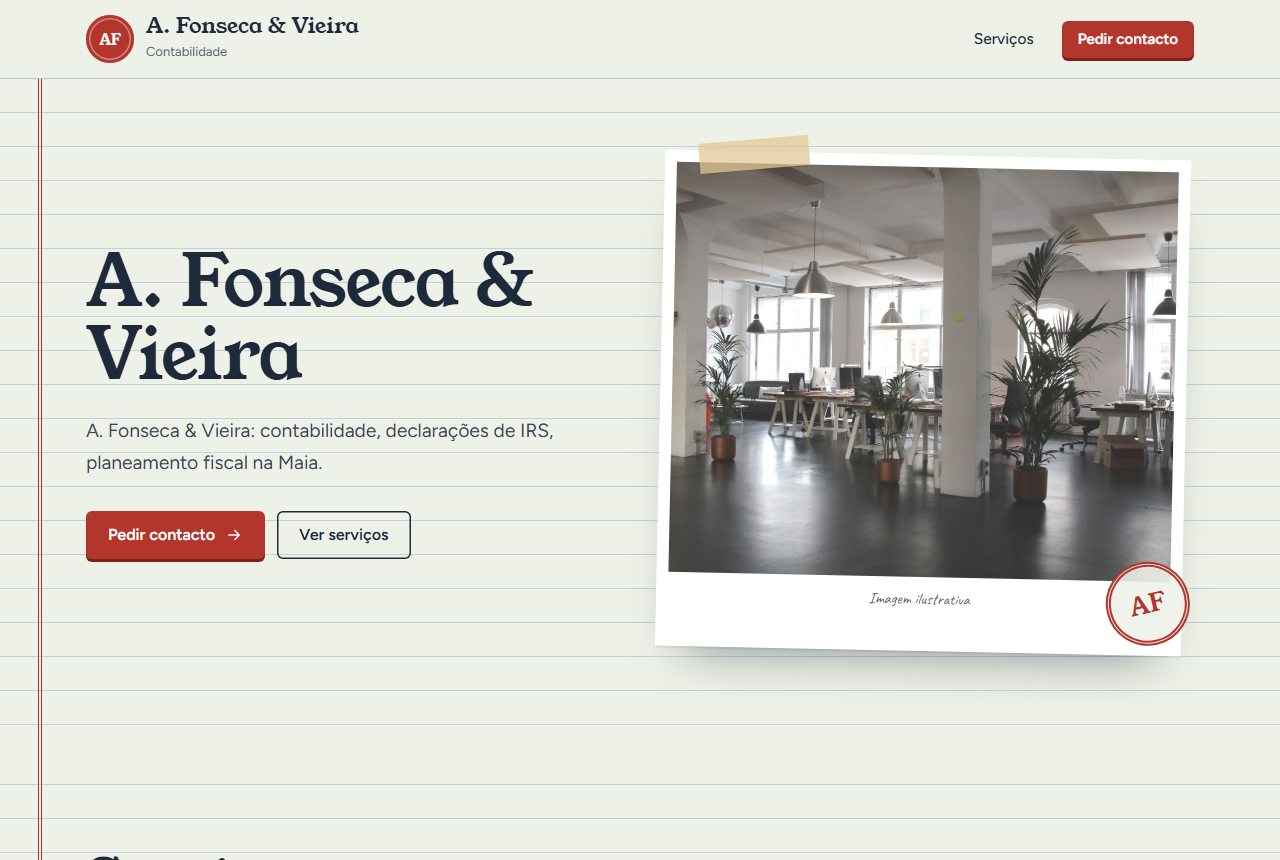 AF
A. Fonseca & Vieira
Contabilidade
Serviços
Pedir contacto
A. Fonseca &
Vieira
A. Fonseca & Vieira: contabilidade, declarações de IRS,
planeamento fiscal na Maia.
Pedir contacto →
Ver serviços
Imagem ilustrativa
AF